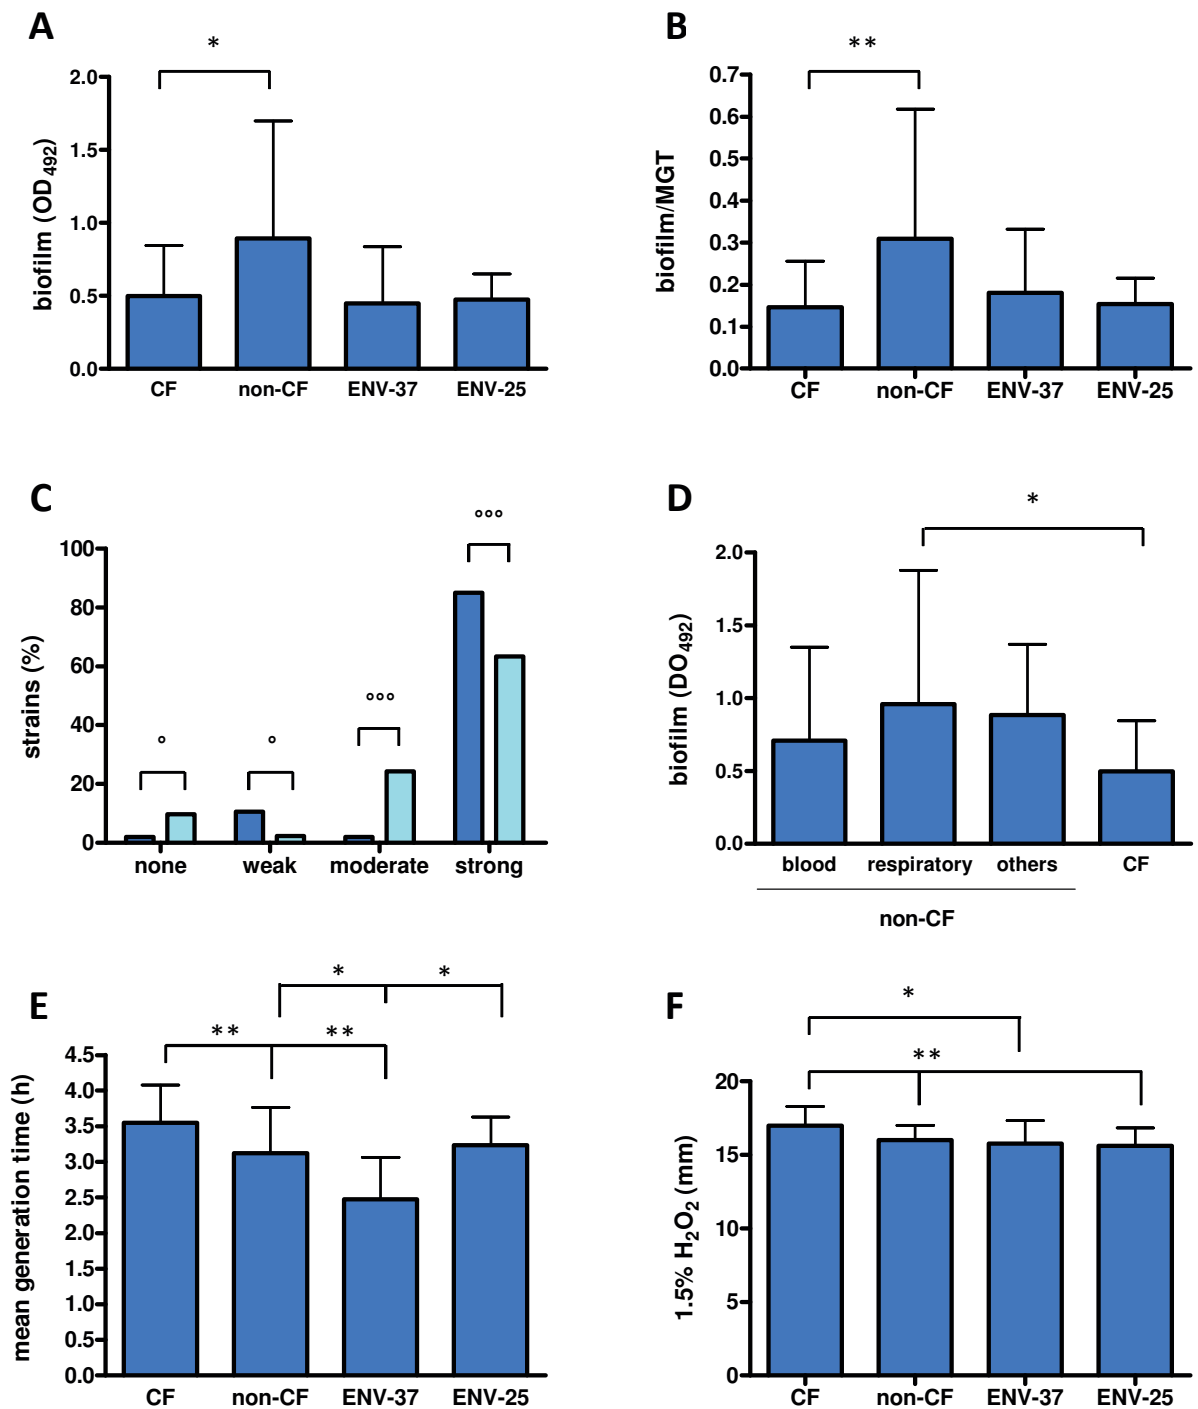 A
*
2.0
1.5
1.0
0.5
0.0
biofilm (OD492)
CF non-CF ENV-37 ENV-25
B
**
0.7
0.6
0.5
0.4
0.3
0.2
0.1
0.0
biofilm/MGT
CF non-CF ENV-37 ENV-25
C
°°°
°°°
° °
100
80
60
40
20
0
strains (%)
none weak moderate strong
D
*
2.0
1.5
1.0
0.5
0.0
biofilm (DO492)
blood respiratory others CF
non-CF
E
* *
** **
4.5
4.0
3.5
3.0
2.5
2.0
1.5
1.0
0.5
0.0
mean generation time (h)
CF non-CF ENV-37 ENV-25
F
*
**
20
15
10
5
0
1.5% H2O2 (mm)
CF non-CF ENV-37 ENV-25